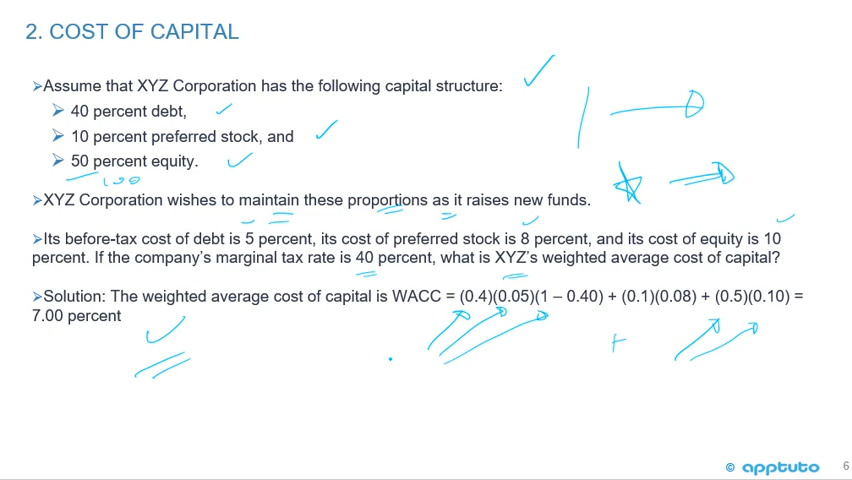 2. COST OF CAPITAL
➢Assume that XYZ Corporation has the following capital structure:
➢ 40 percent debt,
➢ 10 percent preferred stock, and
➢ 50 percent equity.
100
➢XYZ Corporation wishes to maintain these proportions as it raises new funds.
➢Its before-tax cost of debt is 5 percent, its cost of preferred stock is 8 percent, and its cost of equity is 10
percent. If the company's marginal tax rate is 40 percent, what is XYZ's weighted average cost of capital?
➢Solution: The weighted average cost of capital is WACC = (0.4)(0.05)(1 – 0.40) + (0.1)(0.08) + (0.5)(0.10) =
7.00 percent
+
© apptuto 6